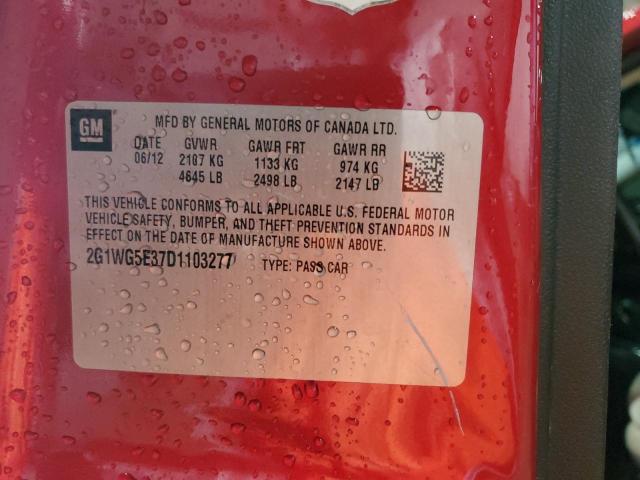 GM
MFD BY GENERAL MOTORS OF CANADA LTD.
DATE GVWR GAWR FRT GAWR RR
06/12 2107 KG 1133 KG 974 KG
4645 LB 2498 LB 2147 LB
THIS VEHICLE CONFORMS TO ALL APPLICABLE U.S. FEDERAL MOTOR
VEHICLE SAFETY, BUMPER, AND THEFT PREVENTION STANDARDS IN
EFFECT ON THE DATE OF MANUFACTURE SHOWN ABOVE.
2G1WG5E37D1103277 TYPE: PASS CAR